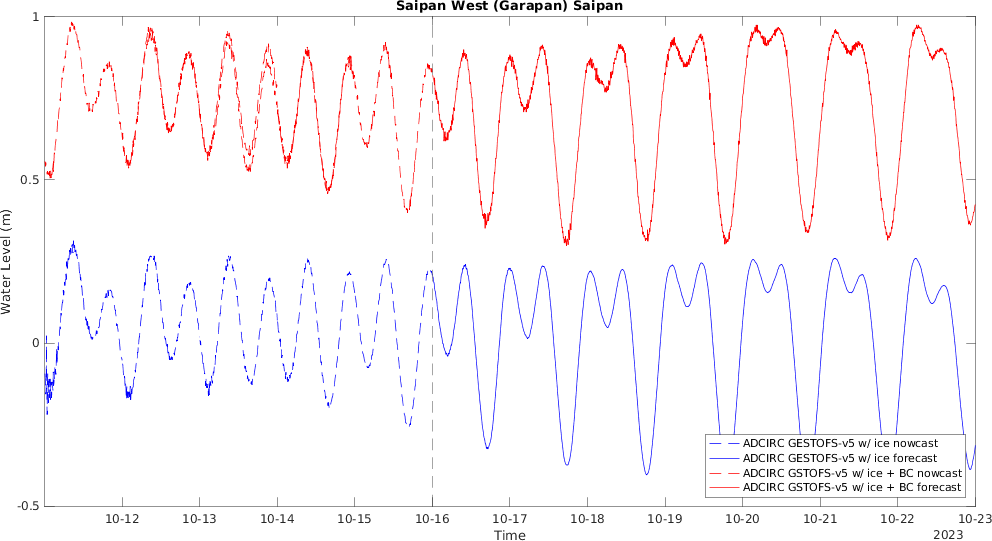 Saipan West (Garapan) Saipan
1
0.5
0
-0.5
Water Level (m)
ADCIRC GESTOFS-v5 w/ ice nowcast
ADCIRC GESTOFS-v5 w/ ice forecast
ADCIRC GSTOFS-v5 w/ ice + BC nowcast
ADCIRC GSTOFS-v5 w/ ice + BC forecast
10-12 10-13 10-14 10-15 10-16 10-17 10-18 10-19 10-20 10-21 10-22 10-23
Time
2023